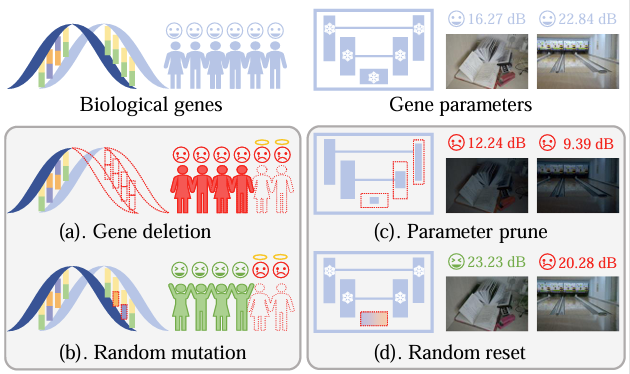 16.27 dB 22.84 dB
Biological genes Gene parameters
12.24 dB 9.39 dB
(a). Gene deletion (c). Parameter prune
23.23 dB 20.28 dB
(b). Random mutation (d). Random reset